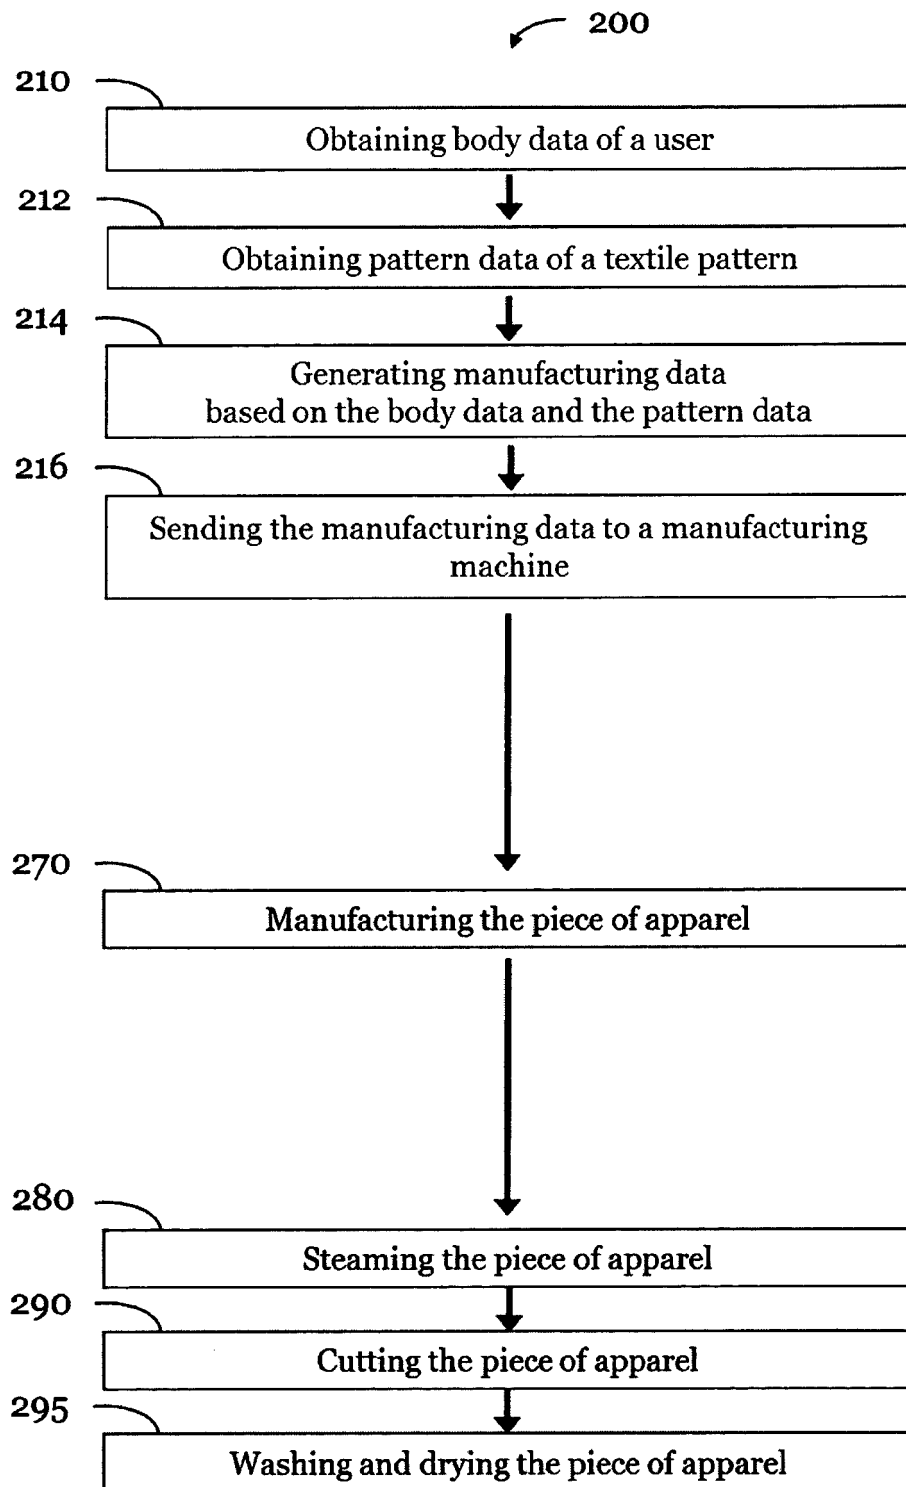 200
210
Obtaining body data of a user
212
Obtaining pattern data of a textile pattern
214
Generating manufacturing data
based on the body data and the pattern data
216
Sending the manufacturing data to a manufacturing
machine
270
Manufacturing the piece of apparel
280
Steaming the piece of apparel
290
Cutting the piece of apparel
295
Washing and drying the piece of apparel